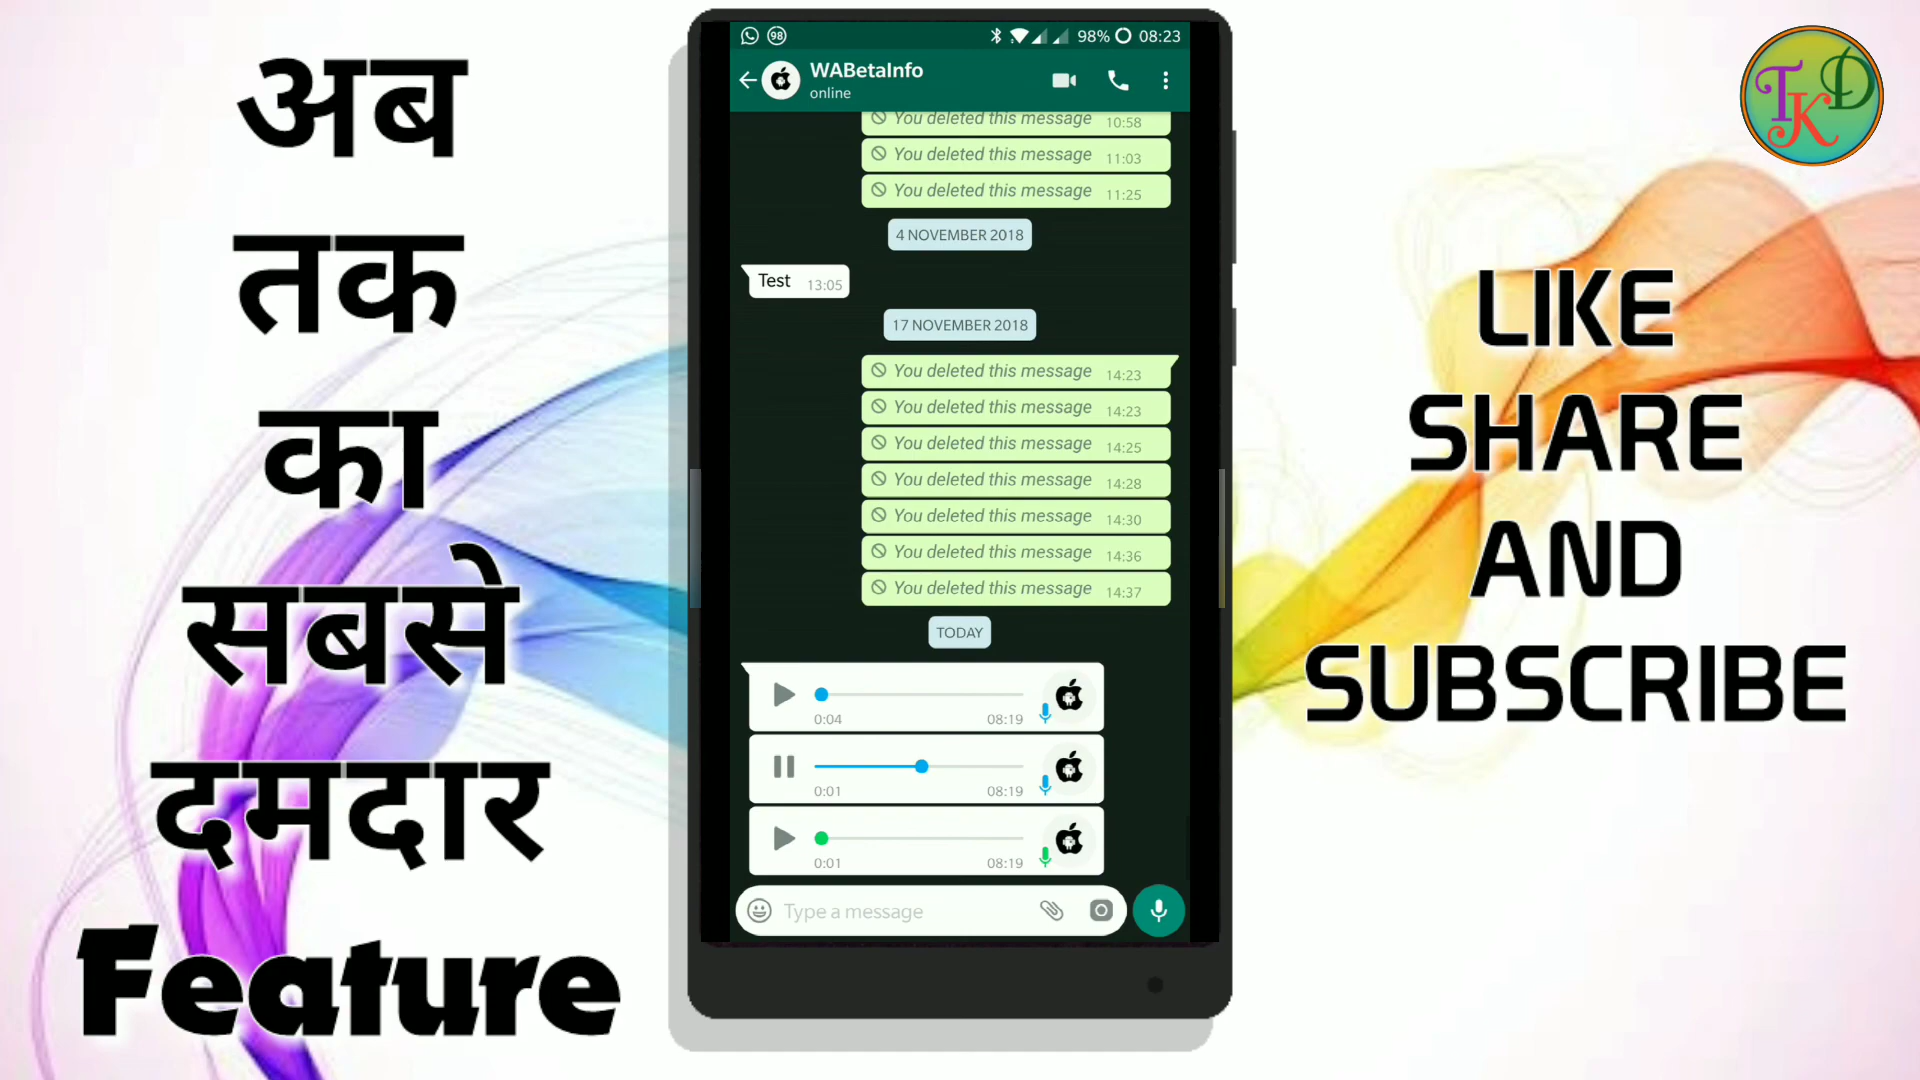 अब
तक
का
सबसे
दमदार
Feature
98 98% 08:23
WABetaInfo
online
You deleted this message 10:58
You deleted this message 11:03
You deleted this message 11:25
4 NOVEMBER 2018
Test 13:05
17 NOVEMBER 2018
You deleted this message 14:23
You deleted this message 14:23
You deleted this message 14:25
You deleted this message 14:28
You deleted this message 14:30
You deleted this message 14:36
You deleted this message 14:37
TODAY
0:04 08:19
0:01 08:19
0:01 08:19
Type a message
TKD
LIKE
SHARE
AND
SUBSCRIBE